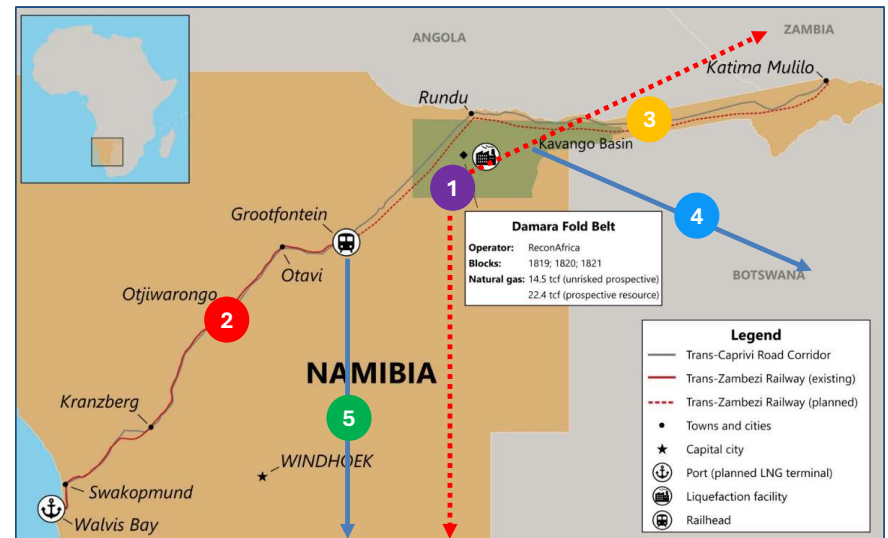 ANGOLA
ZAMBIA
Katima Mulilo
Rundu
3
Kavango Basin
1
4
Grootfontein
Damara Fold Belt
Operator: ReconAfrica
Blocks: 1819; 1820; 1821
Natural gas: 14.5 tcf (unrisked prospective)
22.4 tcf (prospective resource)
Otavi
BOTSWANA
Otjiwarongo
2
NAMIBIA
Kranzberg
5
WINDHOEK
Swakopmund
Walvis Bay
Legend
Trans-Caprivi Road Corridor
Trans-Zambezi Railway (existing)
Trans-Zambezi Railway (planned)
Towns and cities
Capital city
Port (planned LNG terminal)
Liquefaction facility
Railhead